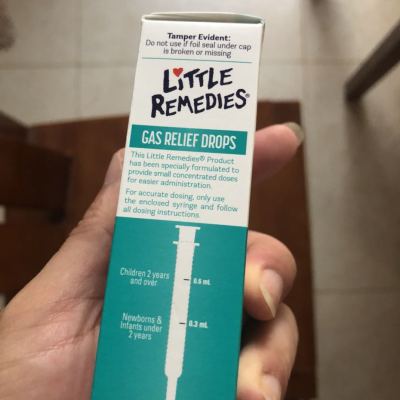 Tamper Evident:
Do not use if foil seal under cap
is broken or missing
LiTTLE
REMEDiES®
GAS RELIEF DROPS
This Little Remedies® Product
has been specially formulated to
provide small concentrated doses
for easier administration.
For accurate dosing, only use
the enclosed syringe and follow
all dosing instructions.
Children 2 years
and over
0.6 mL
Newborns &
Infants under
2 years
0.3 mL